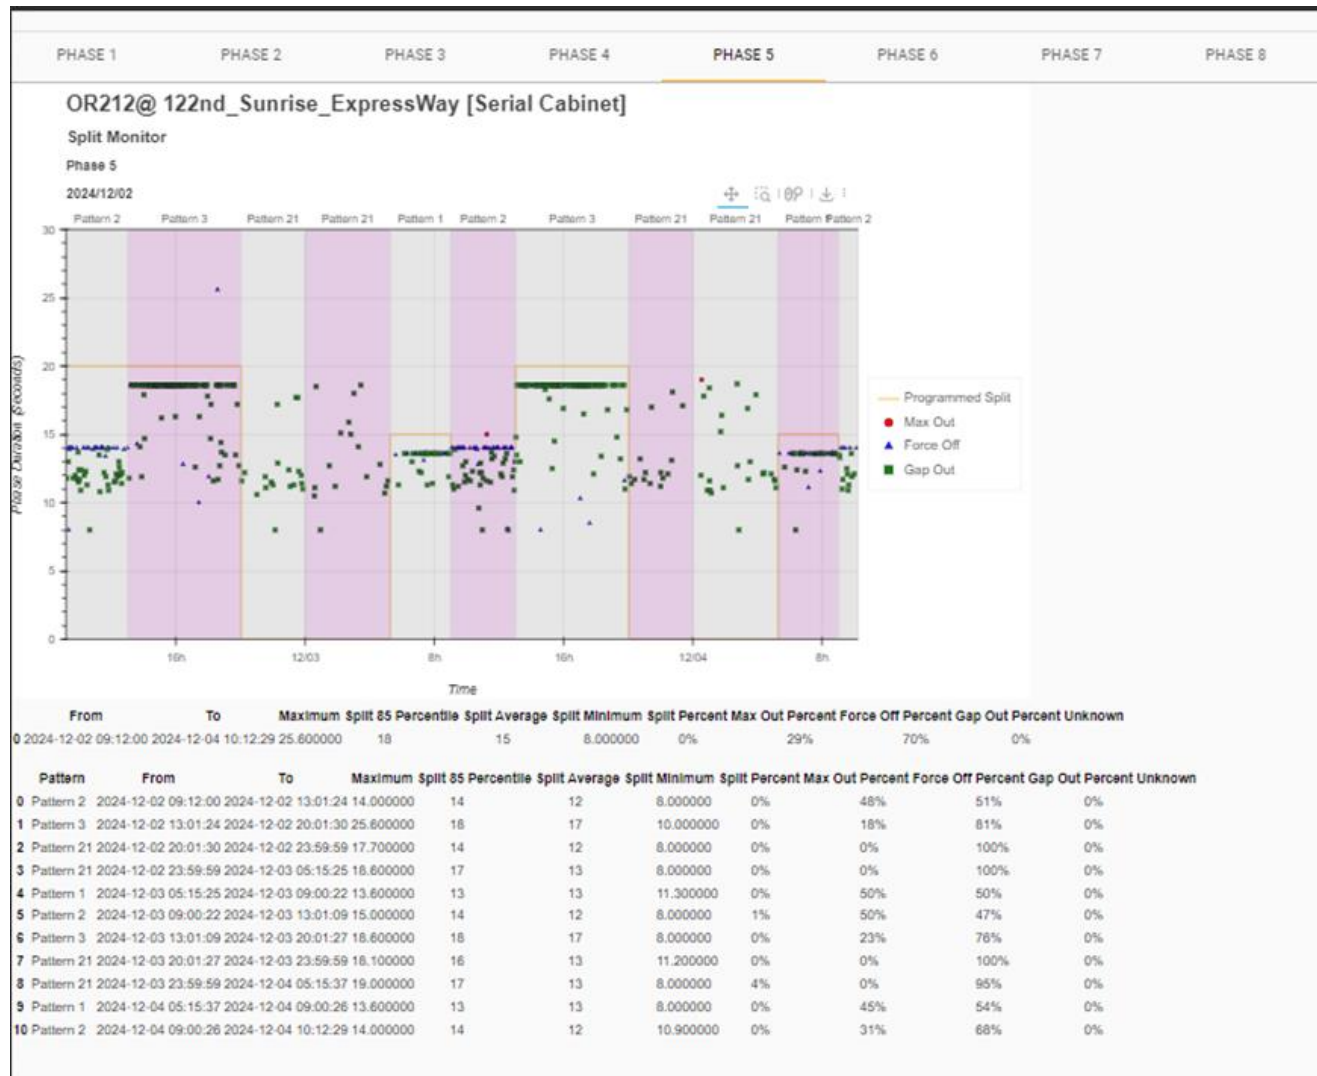 PHASE 1 PHASE 2 PHASE 3 PHASE 4 PHASE 5 PHASE 6 PHASE 7 PHASE 8
OR212@ 122nd_Sunrise_ExpressWay [Serial Cabinet]
Split Monitor
Phase 5
2024/12/02
Pattern 2 Pattern 3 Pattern 21 Pattern 21 Pattern 1 Pattern 2 Pattern 3 Pattern 21 Pattern 21 Pattern Pattern 2
30
25
20
15
10
5
0
Phase Duration (Seconds)
16h 12/03 8h 16h 12/04 8h
Time
Programmed Split
Max Out
Force Off
Gap Out
From To Maximum Split 85 Percentile Split Average Split Minimum Split Percent Max Out Percent Force Off Percent Gap Out Percent Unknown
0 2024-12-02 09:12:00 2024-12-04 10:12:29 25.600000 18 15 8.000000 0% 29% 70% 0%
Pattern From To Maximum Split 85 Percentile Split Average Split Minimum Split Percent Max Out Percent Force Off Percent Gap Out Percent Unknown
0 Pattern 2 2024-12-02 09:12:00 2024-12-02 13:01:24 14.000000 14 12 8.000000 0% 48% 51% 0%
1 Pattern 3 2024-12-02 13:01:24 2024-12-02 20:01:30 25.600000 18 17 10.000000 0% 18% 81% 0%
2 Pattern 21 2024-12-02 20:01:30 2024-12-02 23:59:59 17.700000 14 12 8.000000 0% 0% 100% 0%
3 Pattern 21 2024-12-02 23:59:59 2024-12-03 05:15:25 18.600000 17 13 8.000000 0% 0% 100% 0%
4 Pattern 1 2024-12-03 05:15:25 2024-12-03 09:00:22 13.600000 13 13 11.300000 0% 50% 50% 0%
5 Pattern 2 2024-12-03 09:00:22 2024-12-03 13:01:09 15.000000 14 12 8.000000 1% 50% 47% 0%
6 Pattern 3 2024-12-03 13:01:09 2024-12-03 20:01:27 18.600000 18 17 8.000000 0% 23% 76% 0%
7 Pattern 21 2024-12-03 20:01:27 2024-12-03 23:59:59 18.100000 16 13 11.200000 0% 0% 100% 0%
8 Pattern 21 2024-12-03 23:59:59 2024-12-04 05:15:37 19.000000 17 13 8.000000 4% 0% 95% 0%
9 Pattern 1 2024-12-04 05:15:37 2024-12-04 09:00:26 13.600000 13 13 8.000000 0% 45% 54% 0%
10 Pattern 2 2024-12-04 09:00:26 2024-12-04 10:12:29 14.000000 14 12 10.900000 0% 31% 68% 0%